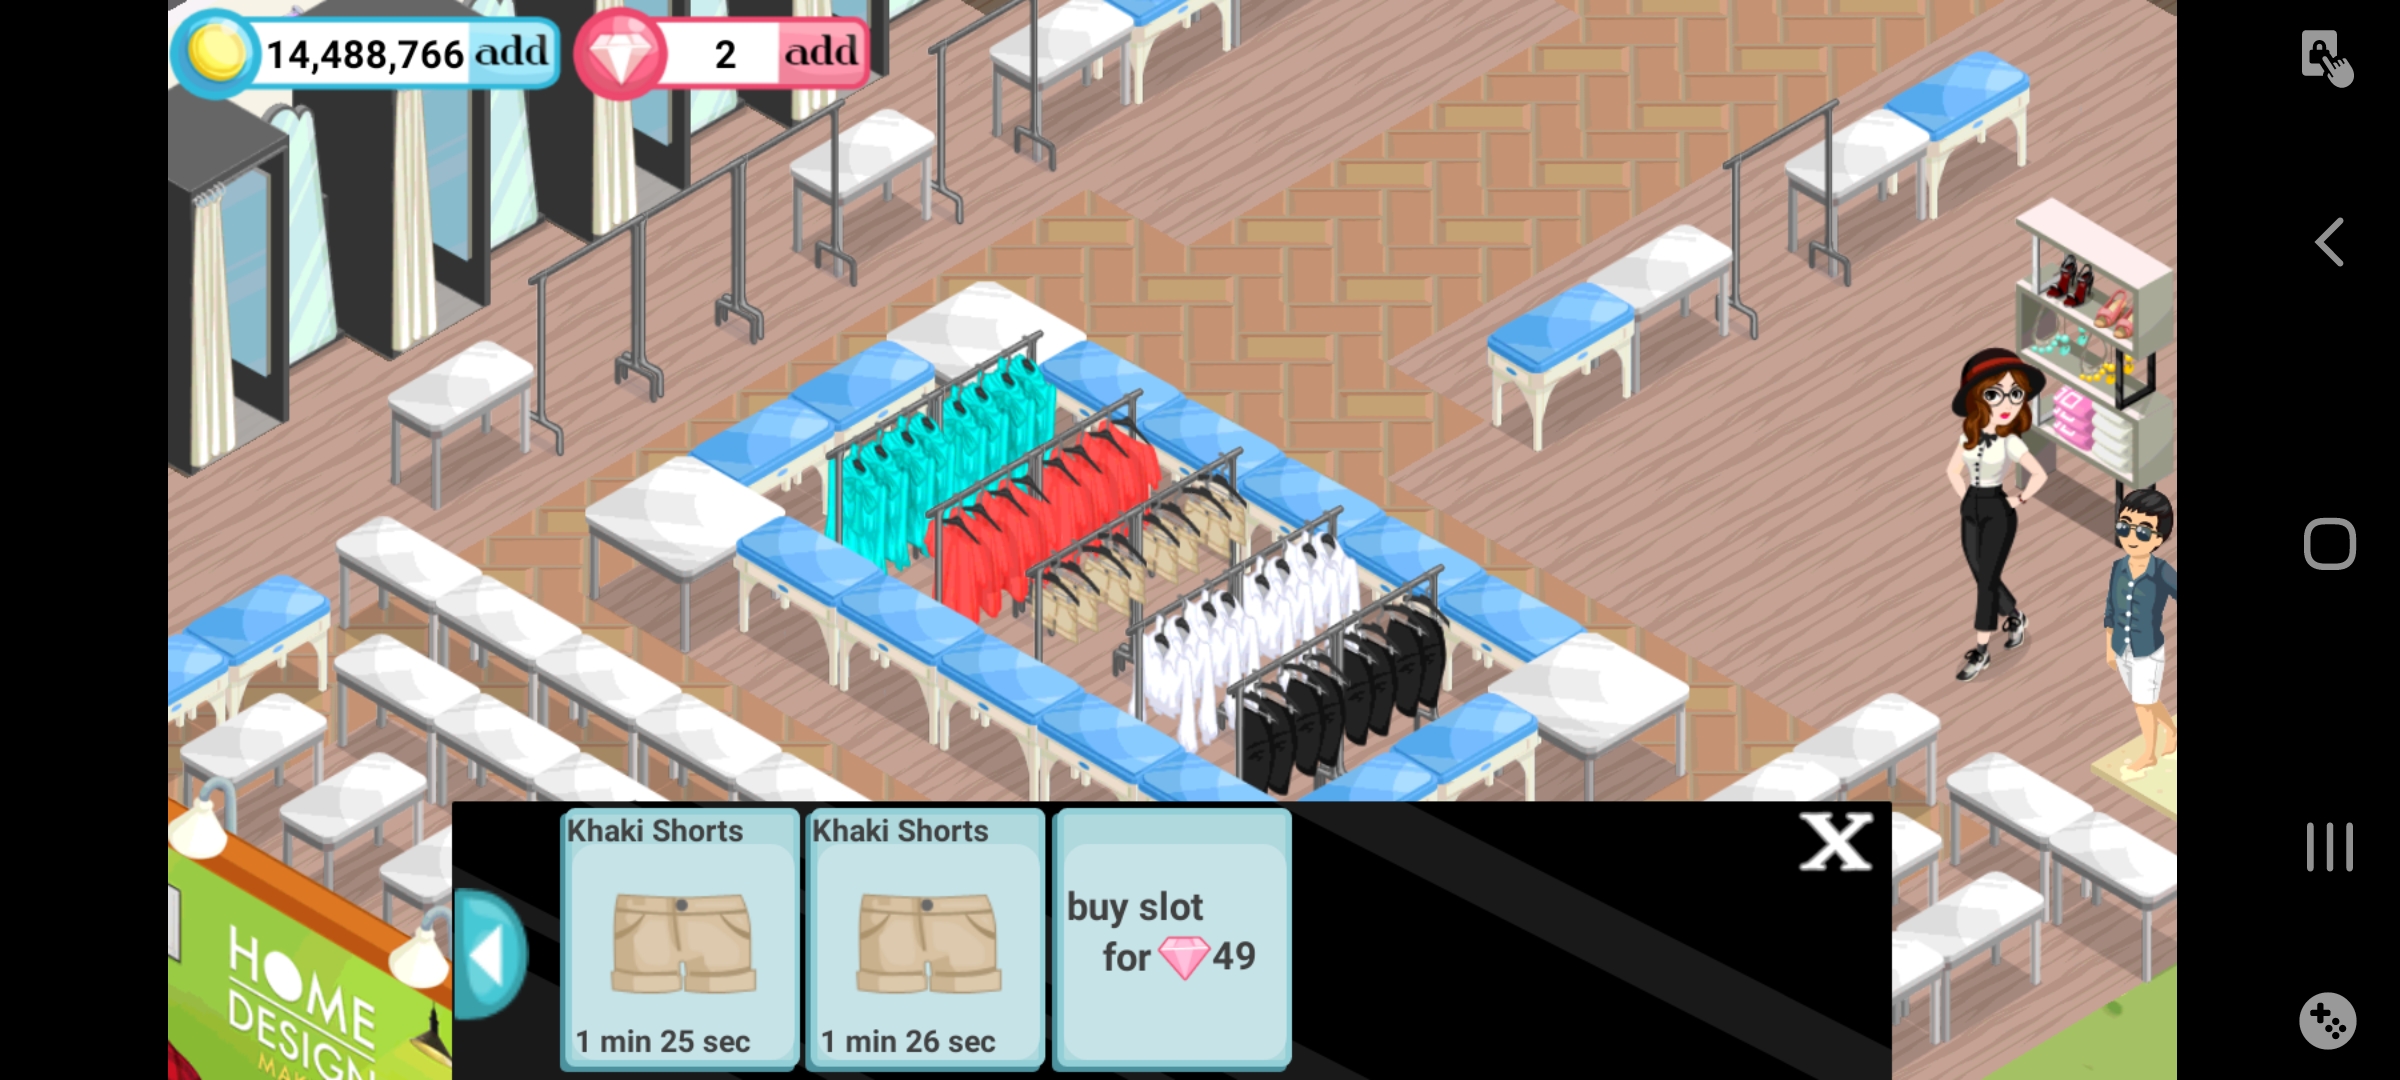 14,488,766 add
2 add
Khaki Shorts
1 min 25 sec
Khaki Shorts
1 min 26 sec
buy slot
for 49
X
HOME
DESIGN